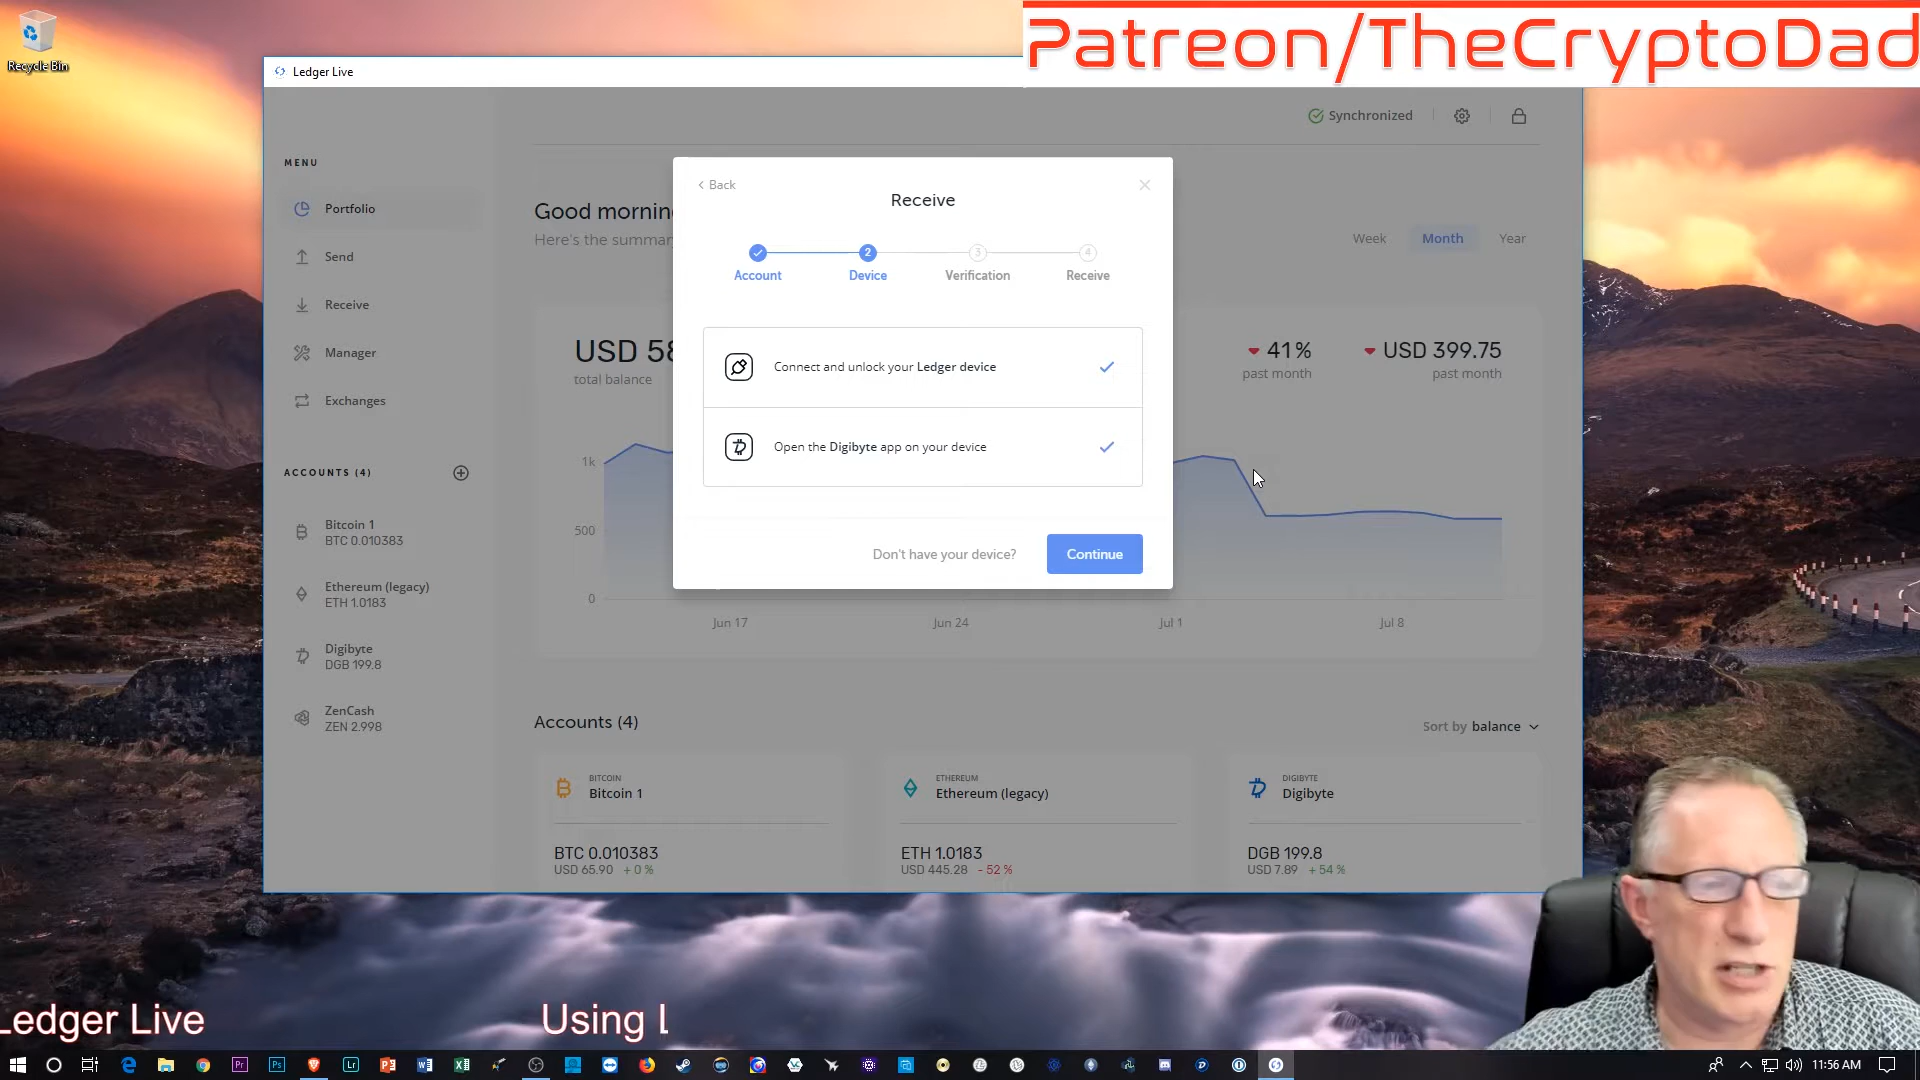 Patreon/TheCryptoDad
Recycle Bin
Ledger Live
Synchronized
MENU
Portfolio
Send
Receive
Manager
Exchanges
ACCOUNTS (4)
Bitcoin 1
BTC 0.010383
Ethereum (legacy)
ETH 1.0183
Digibyte
DGB 199.8
ZenCash
ZEN 2.998
Good mornin
Here's the summar
Week
Month
Year
USD 58
total balance
41%
past month
USD 399.75
past month
1k
500
0
Jun 17
Jun 24
Jul 1
Jul 8
Back
Receive
2
3
4
Account
Device
Verification
Receive
Connect and unlock your Ledger device
Open the Digibyte app on your device
Don't have your device?
Continue
Accounts (4)
Sort by balance
BITCOIN
Bitcoin 1
BTC 0.010383
USD 65.90 + 0 %
ETHEREUM
Ethereum (legacy)
ETH 1.0183
USD 445.28 - 52 %
DIGIBYTE
Digibyte
DGB 199.8
USD 7.89 + 54 %
Ledger Live
Using L
Pr
Ps
Lr
11:56 AM